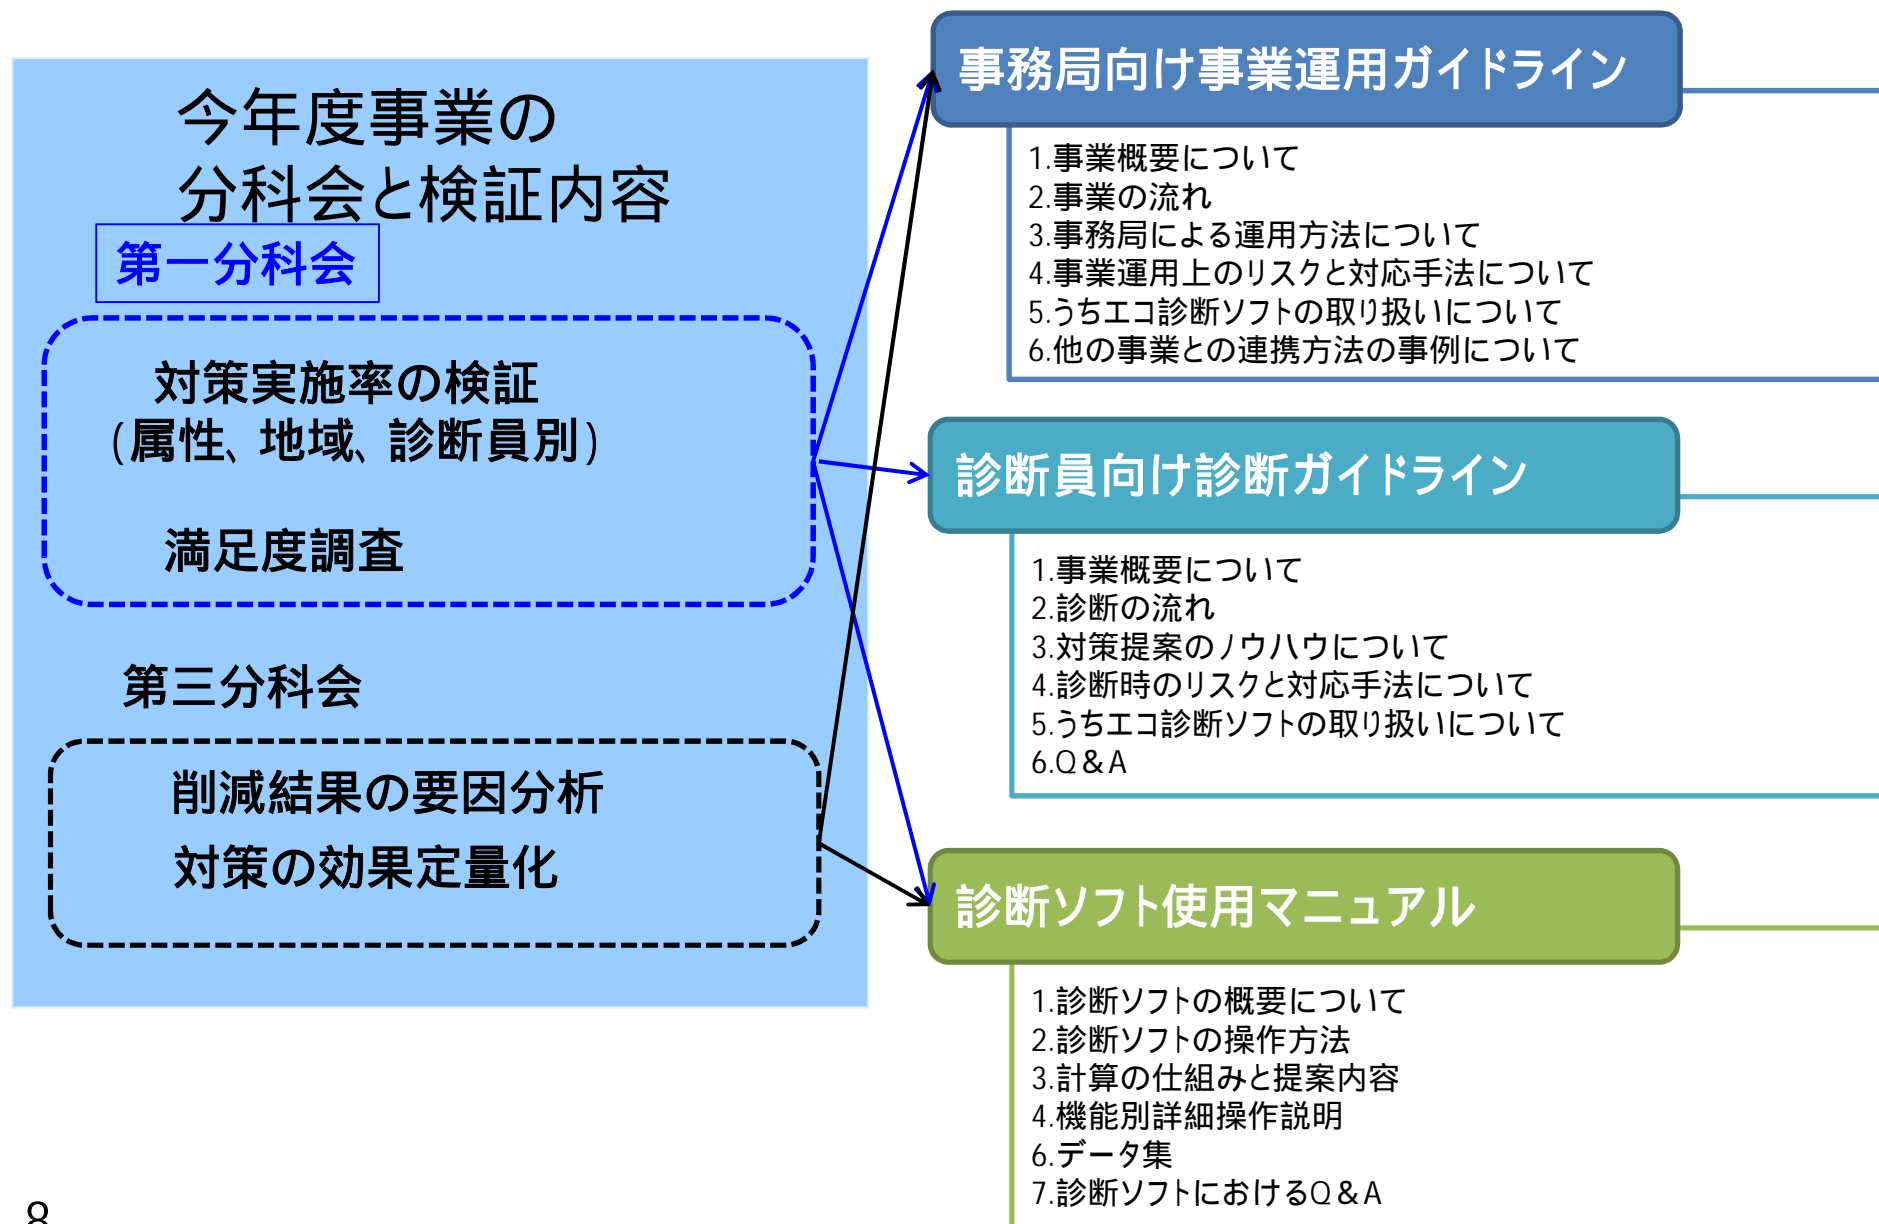 今年度事業の
分科会と検証内容
第一分科会
対策実施率の検証
(属性、地域、診断員別)
満足度調査
第三分科会
削減結果の要因分析
対策の効果定量化
事務局向け事業運用ガイドライン
1.事業概要について
2.事業の流れ
3.事務局による運用方法について
4.事業運用上のリスクと対応手法について
5.うちエコ診断ソフトの取り扱いについて
6.他の事業との連携方法の事例について
診断員向け診断ガイドライン
1.事業概要について
2.診断の流れ
3.対策提案のノウハウについて
4.診断時のリスクと対応手法について
5.うちエコ診断ソフトの取り扱いについて
6.Q&A
診断ソフト使用マニュアル
1.診断ソフトの概要について
2.診断ソフトの操作方法
3.計算の仕組みと提案内容
4.機能別詳細操作説明
6.データ集
7.診断ソフトにおけるQ&A
8